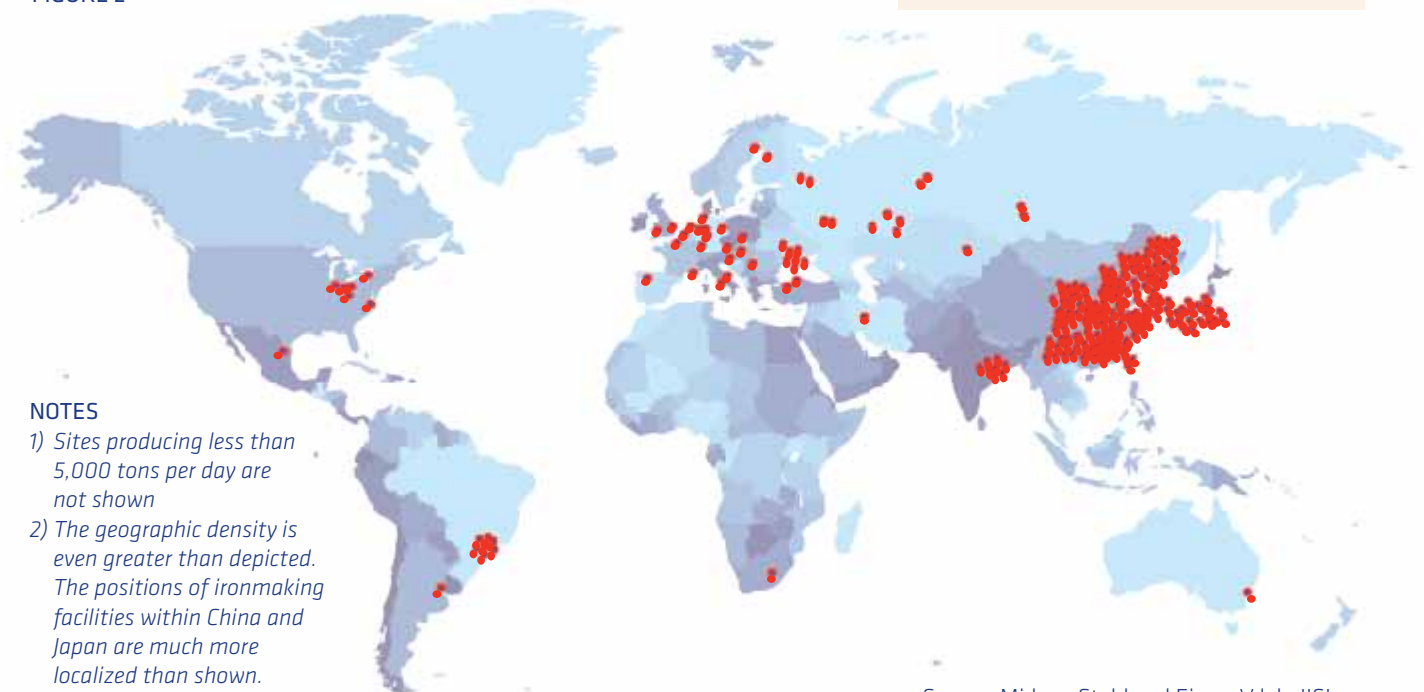 NOTES
1) Sites producing less than
5,000 tons per day are
not shown
2) The geographic density is
even greater than depicted.
The positions of ironmaking
facilities within China and
Japan are much more
localized than shown.